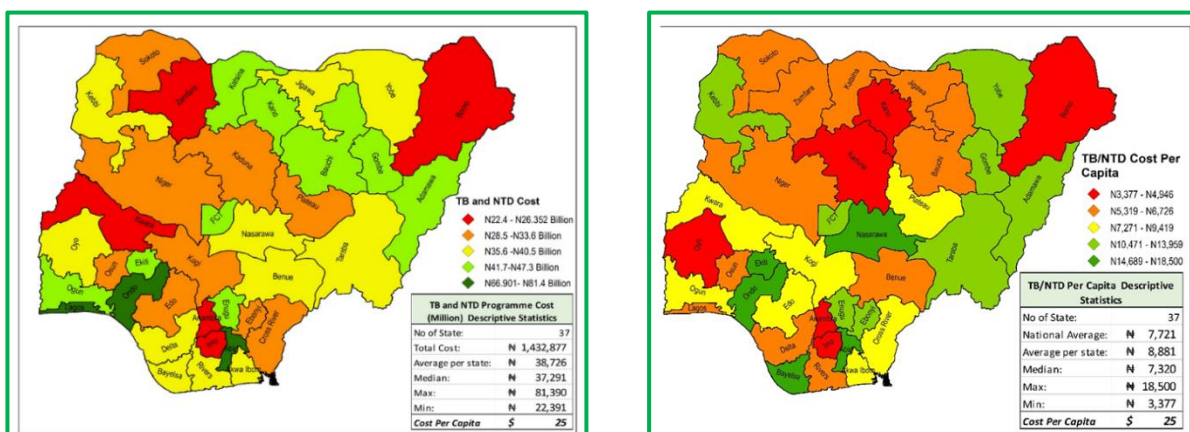 Sokoto
Zamfara
Katsina
Kano
Jigawa
Yobe
Borno
Kebbi
Kaduna
Bauchi
Gombe
Adamawa
Niger
FCT
Plateau
Kwara
Nasarawa
Taraba
Oyo
Kogi
Benue
Osun
Ekiti
Ogun
Lagos
Ondo
Edo
Enugu
Anambra
Ebonyi
Cross River
Delta
Imo
Bayelsa
Rivers
Akwa Ibom
TB and NTD Cost
N22.4 - N26.352 Billion
N28.5 -N33.6 Billion
N35.6 -N40.5 Billion
N41.7-N47.3 Billion
N66.901- N81.4 Billion
TB and NTD Programme Cost
(Million) Descriptive Statistics
No of State: 37
Total Cost: ₦ 1,432,877
Average per state: ₦ 38,726
Median: ₦ 37,291
Max: ₦ 81,390
Min: ₦ 22,391
Cost Per Capita $ 25
Sokoto
Zamfara
Katsina
Kano
Jigawa
Yobe
Borno
Kebbi
Kaduna
Bauchi
Gombe
Adamawa
Niger
FCT
Plateau
Kwara
Nasarawa
Taraba
Oyo
Kogi
Benue
Osun
Ekiti
Ogun
Lagos
Ondo
Edo
Enugu
Anambra
Ebonyi
Cross River
Delta
Imo
Bayelsa
Rivers
Akwa Ibom
TB/NTD Cost Per
Capita
N3,377 - N4,946
N5,319 - N6,726
N7,271 - N9,419
N10,471 - N13,959
N14,689 - N18,500
TB/NTD Per Capita Descriptive
Statistics
No of State: 37
National Average: ₦ 7,721
Average per state: ₦ 8,881
Median: ₦ 7,320
Max: ₦ 18,500
Min: ₦ 3,377
Cost Per Capita $ 25